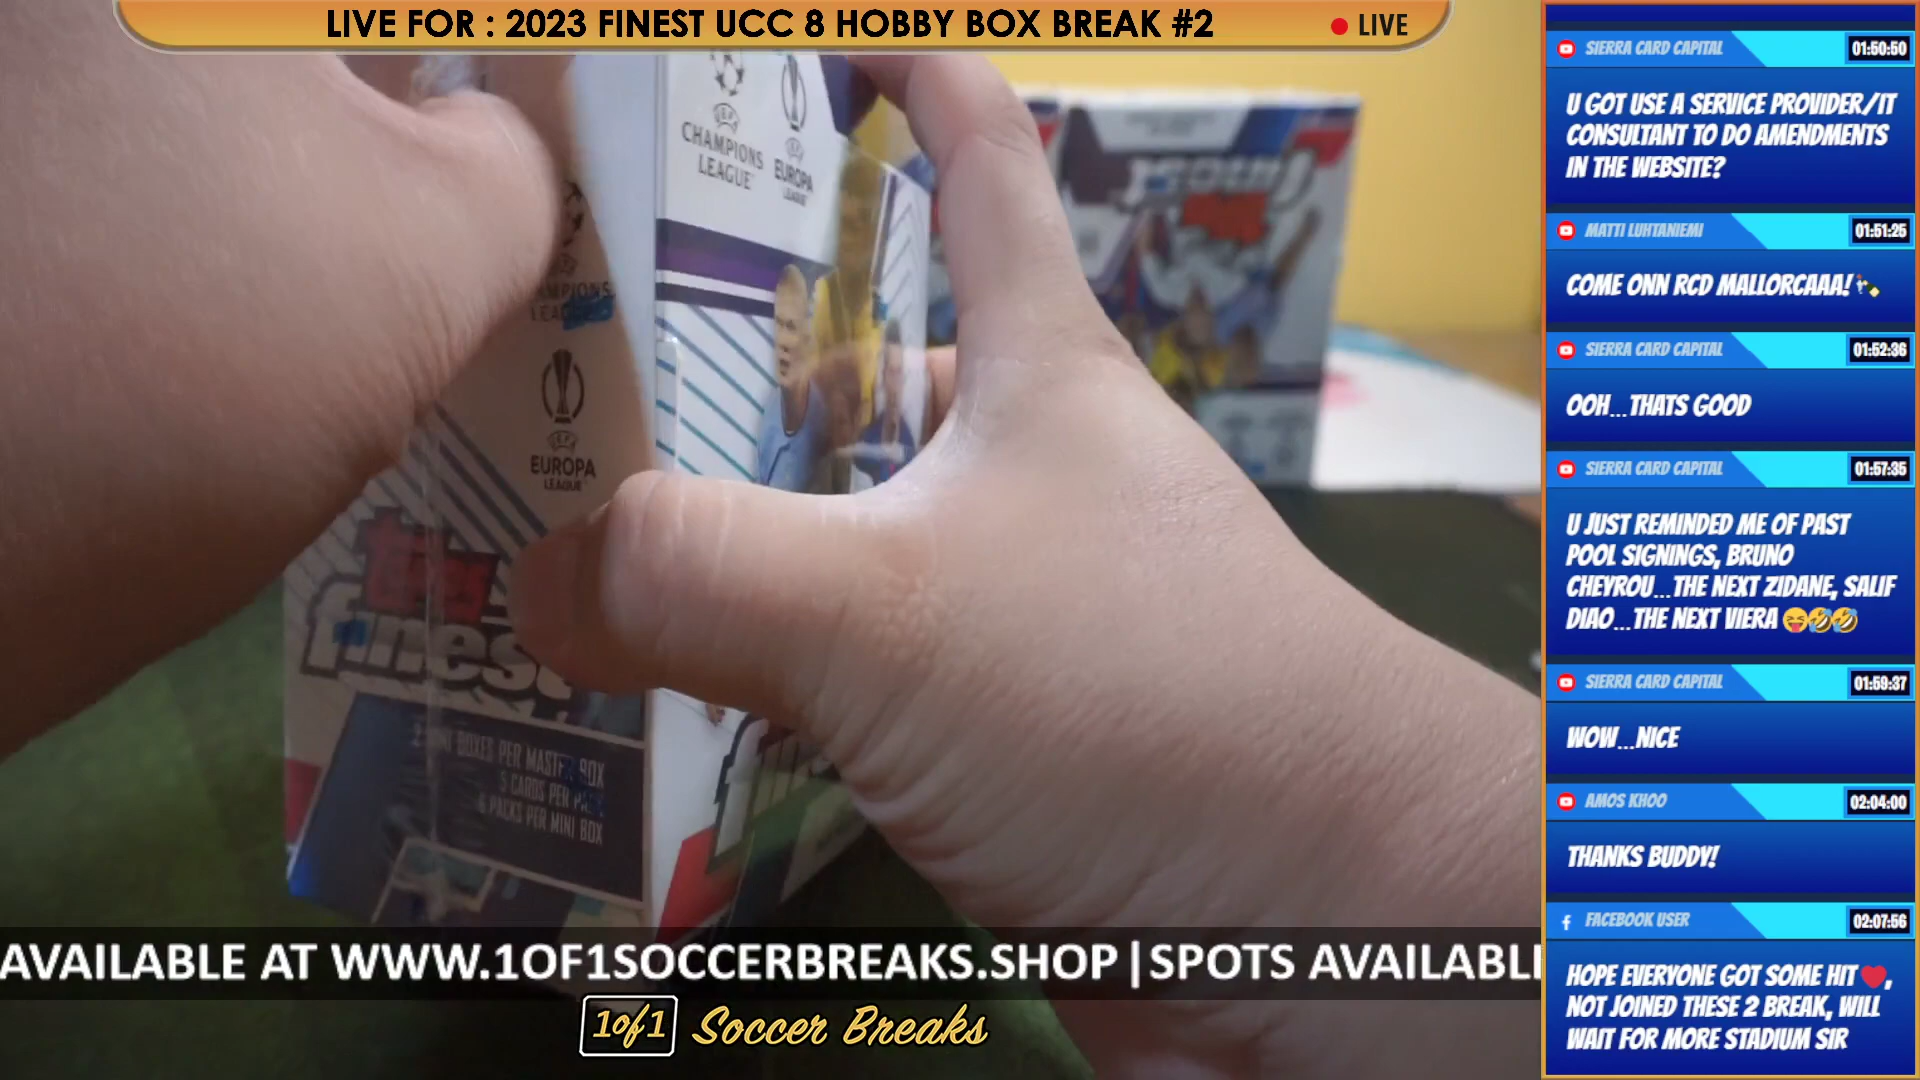 LIVE FOR : 2023 FINEST UCC 8 HOBBY BOX BREAK #2
LIVE
CHAMPIONS
LEAGUE
EUROPA
LEAGUE
EUROPA
LEAGUE
finest
BOXES PER MASTER BOX
5 CARDS PER PACK
6 PACKS PER MINI BOX
AVAILABLE AT WWW.1OF1SOCCERBREAKS.SHOP|SPOTS AVAILABL
1of1 Soccer Breaks
SIERRA CARD CAPITAL 01:50:50
U GOT USE A SERVICE PROVIDER/IT
CONSULTANT TO DO AMENDMENTS
IN THE WEBSITE?
MATTI LUHTANIEMI 01:51:25
COME ONN RCD MALLORCAAA!
SIERRA CARD CAPITAL 01:52:36
OOH...THATS GOOD
SIERRA CARD CAPITAL 01:57:35
U JUST REMINDED ME OF PAST
POOL SIGNINGS, BRUNO
CHEYROU...THE NEXT ZIDANE, SALIF
DIAO...THE NEXT VIERA 😝🤣🤣
SIERRA CARD CAPITAL 01:59:37
WOW...NICE
AMOS KHOO 02:04:00
THANKS BUDDY!
FACEBOOK USER 02:07:56
HOPE EVERYONE GOT SOME HIT ❤️,
NOT JOINED THESE 2 BREAK, WILL
WAIT FOR MORE STADIUM SIR